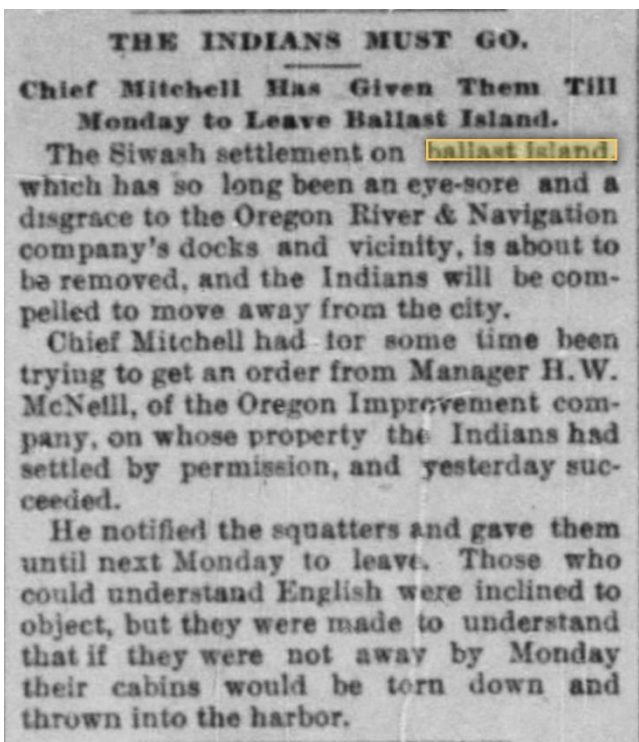 THE INDIANS MUST GO.
Chief Mitchell Has Given Them Till
Monday to Leave Ballast Island.
The Siwash settlement on ballast island,
which has so long been an eye-sore and a
disgrace to the Oregon River & Navigation
company's docks and vicinity, is about to
be removed, and the Indians will be com-
pelled to move away from the city.
Chief Mitchell had for some time been
trying to get an order from Manager H. W.
McNeill, of the Oregon Improvement com-
pany, on whose property the Indians had
settled by permission, and yesterday suc-
ceeded.
He notified the squatters and gave them
until next Monday to leave. Those who
could understand English were inclined to
object, but they were made to understand
that if they were not away by Monday
their cabins would be torn down and
thrown into the harbor.